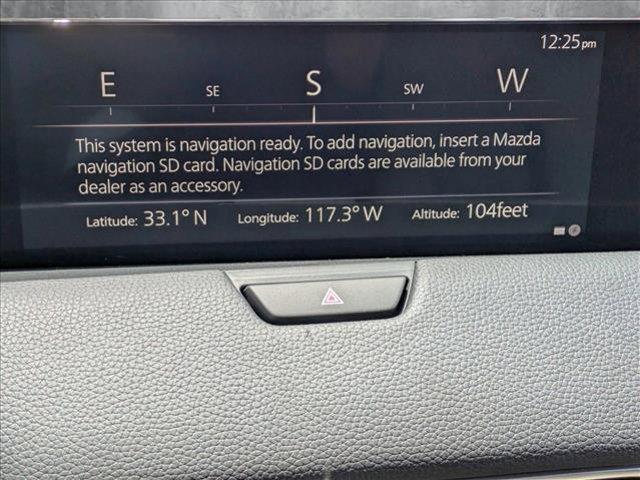 12:25pm
E SE S SW W
This system is navigation ready. To add navigation, insert a Mazda
navigation SD card. Navigation SD cards are available from your
dealer as an accessory.
Latitude: 33.1° N Longitude: 117.3° W Altitude: 104feet